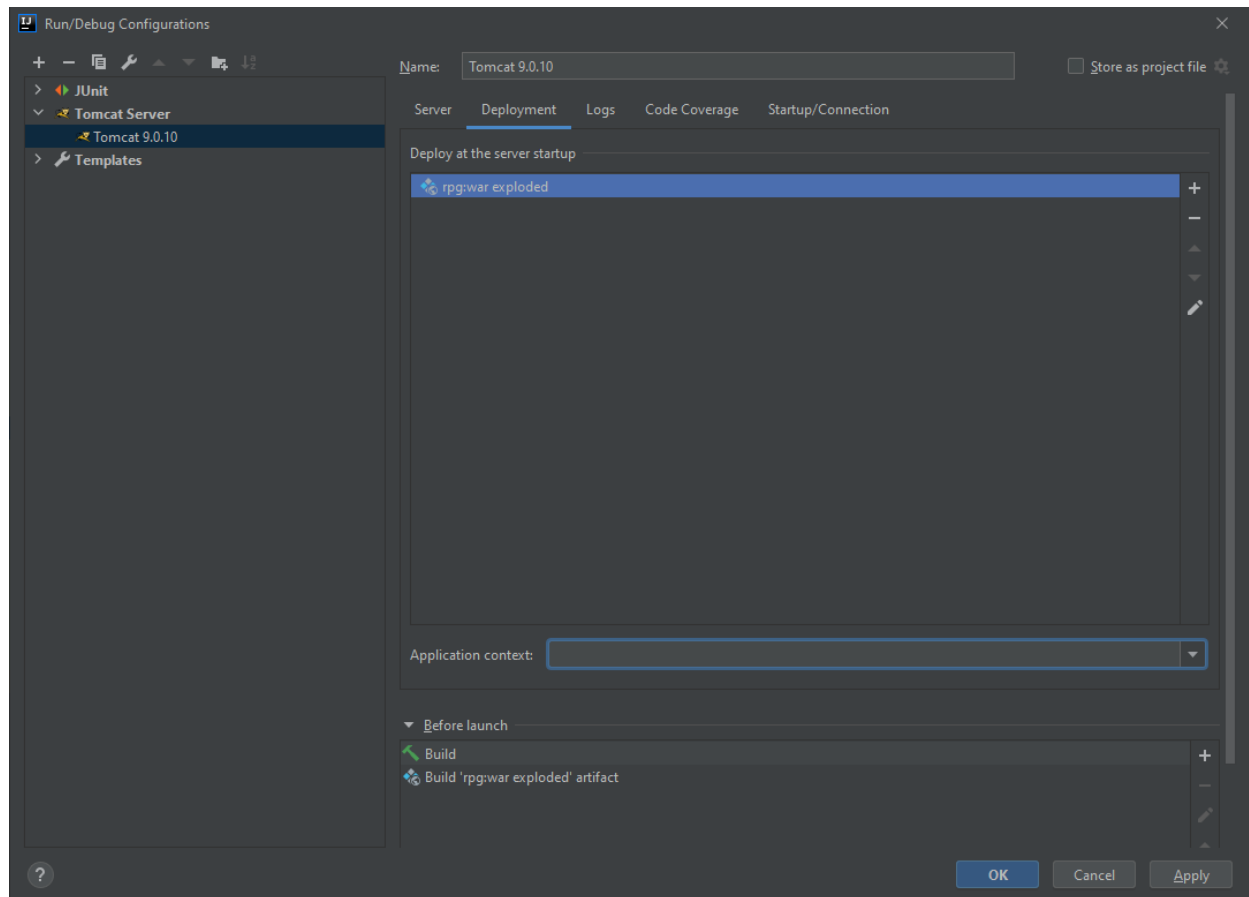 Run/Debug Configurations
Name: Tomcat 9.0.10
Store as project file
JUnit
Tomcat Server
Tomcat 9.0.10
Templates
Server Deployment Logs Code Coverage Startup/Connection
Deploy at the server startup
rpg:war exploded
Application context:
Before launch
Build
Build 'rpg:war exploded' artifact
? OK Cancel Apply